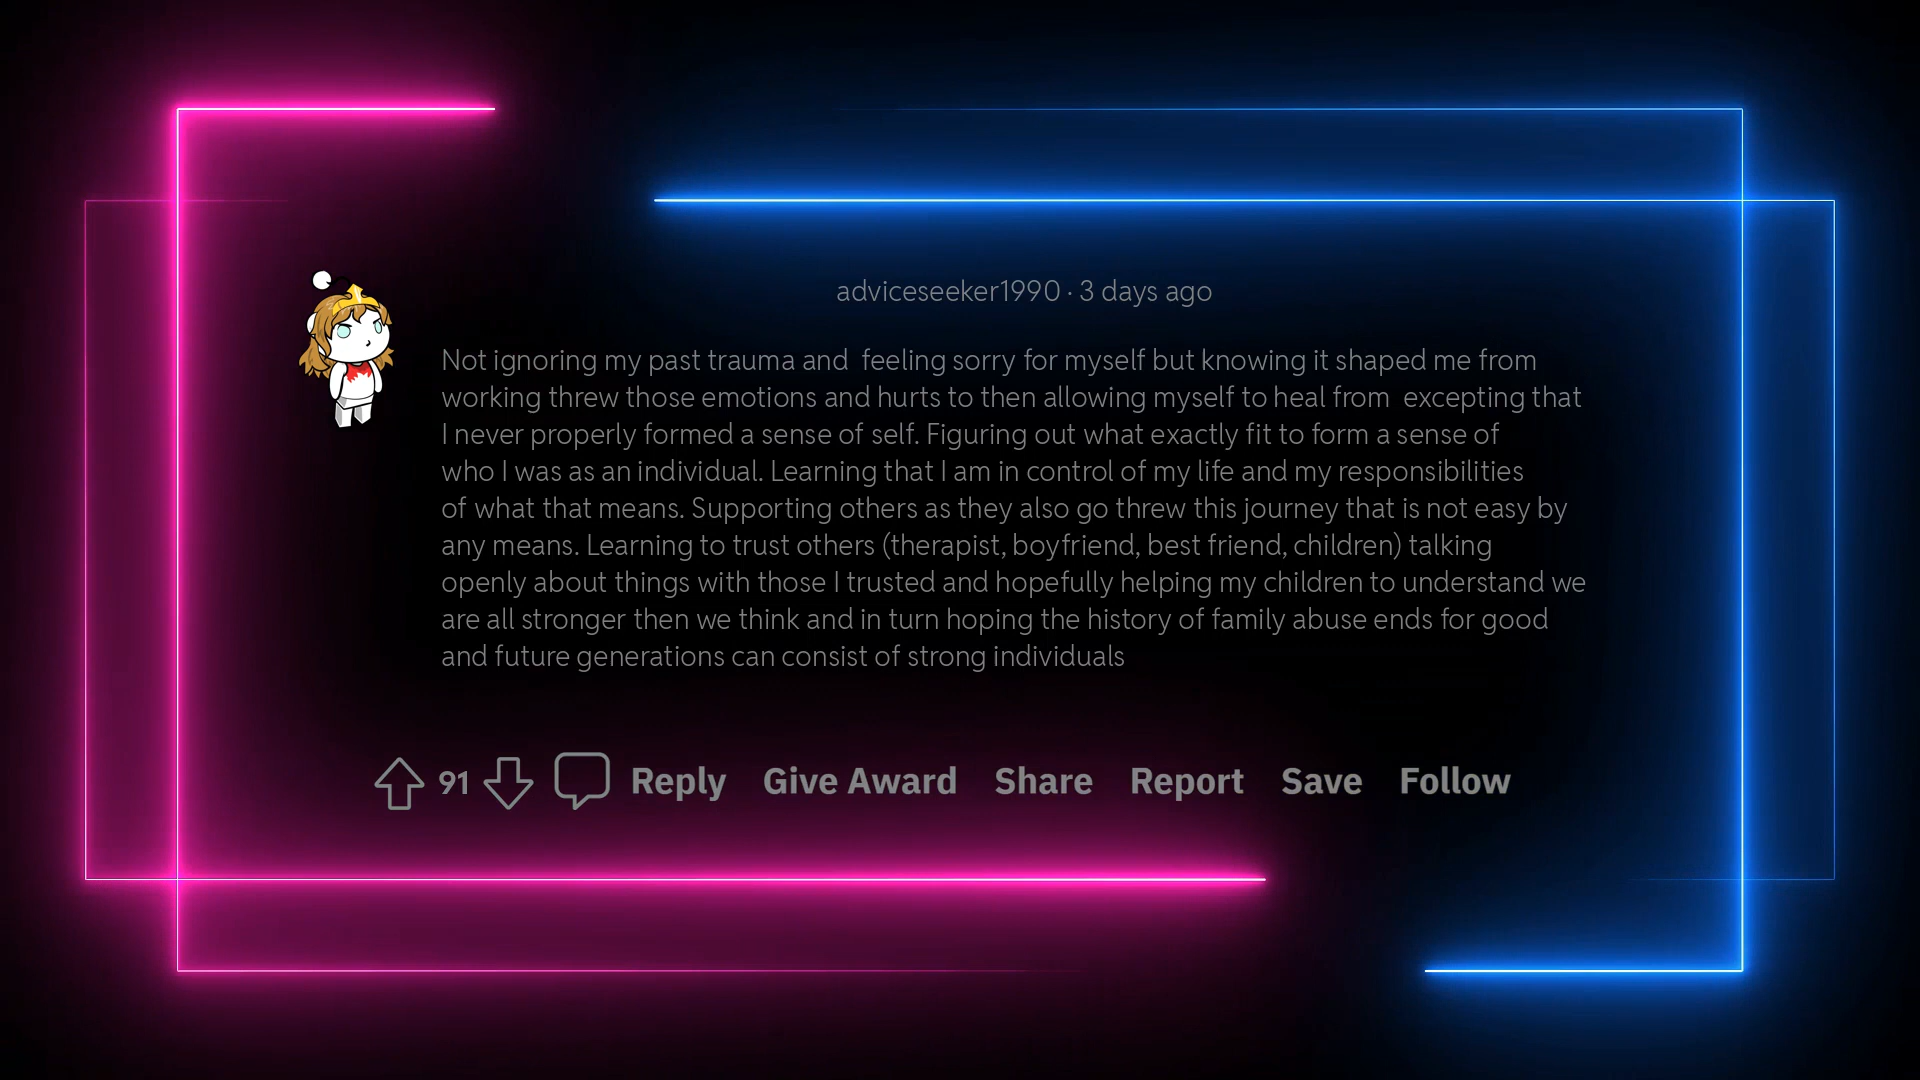 adviceseeker1990 · 3 days ago
Not ignoring my past trauma and  feeling sorry for myself but knowing it shaped me from
working threw those emotions and hurts to then allowing myself to heal from  excepting that
I never properly formed a sense of self. Figuring out what exactly fit to form a sense of
who I was as an individual. Learning that I am in control of my life and my responsibilities
of what that means. Supporting others as they also go threw this journey that is not easy by
any means. Learning to trust others (therapist, boyfriend, best friend, children) talking
openly about things with those I trusted and hopefully helping my children to understand we
are all stronger then we think and in turn hoping the history of family abuse ends for good
and future generations can consist of strong individuals
91 Reply Give Award Share Report Save Follow